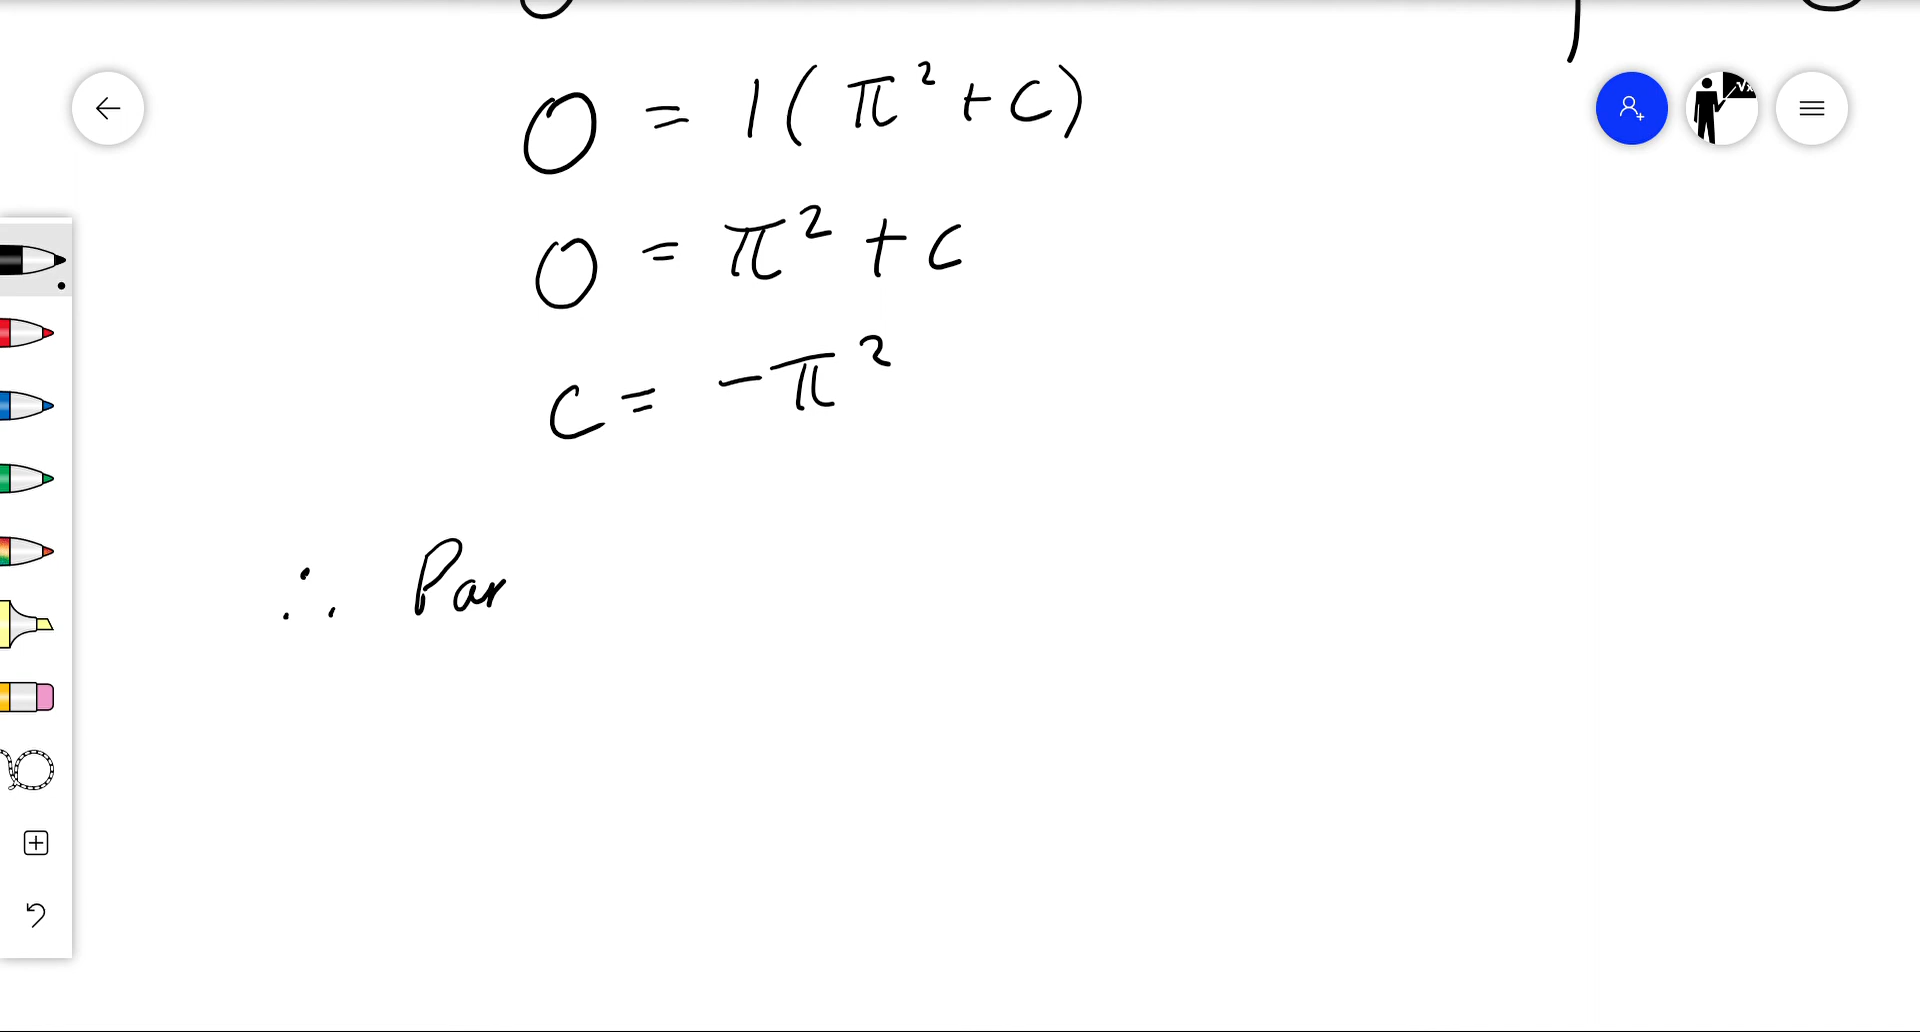 0 = 1(π² + c)
0 = π² + c
c = -π²
∴ Par